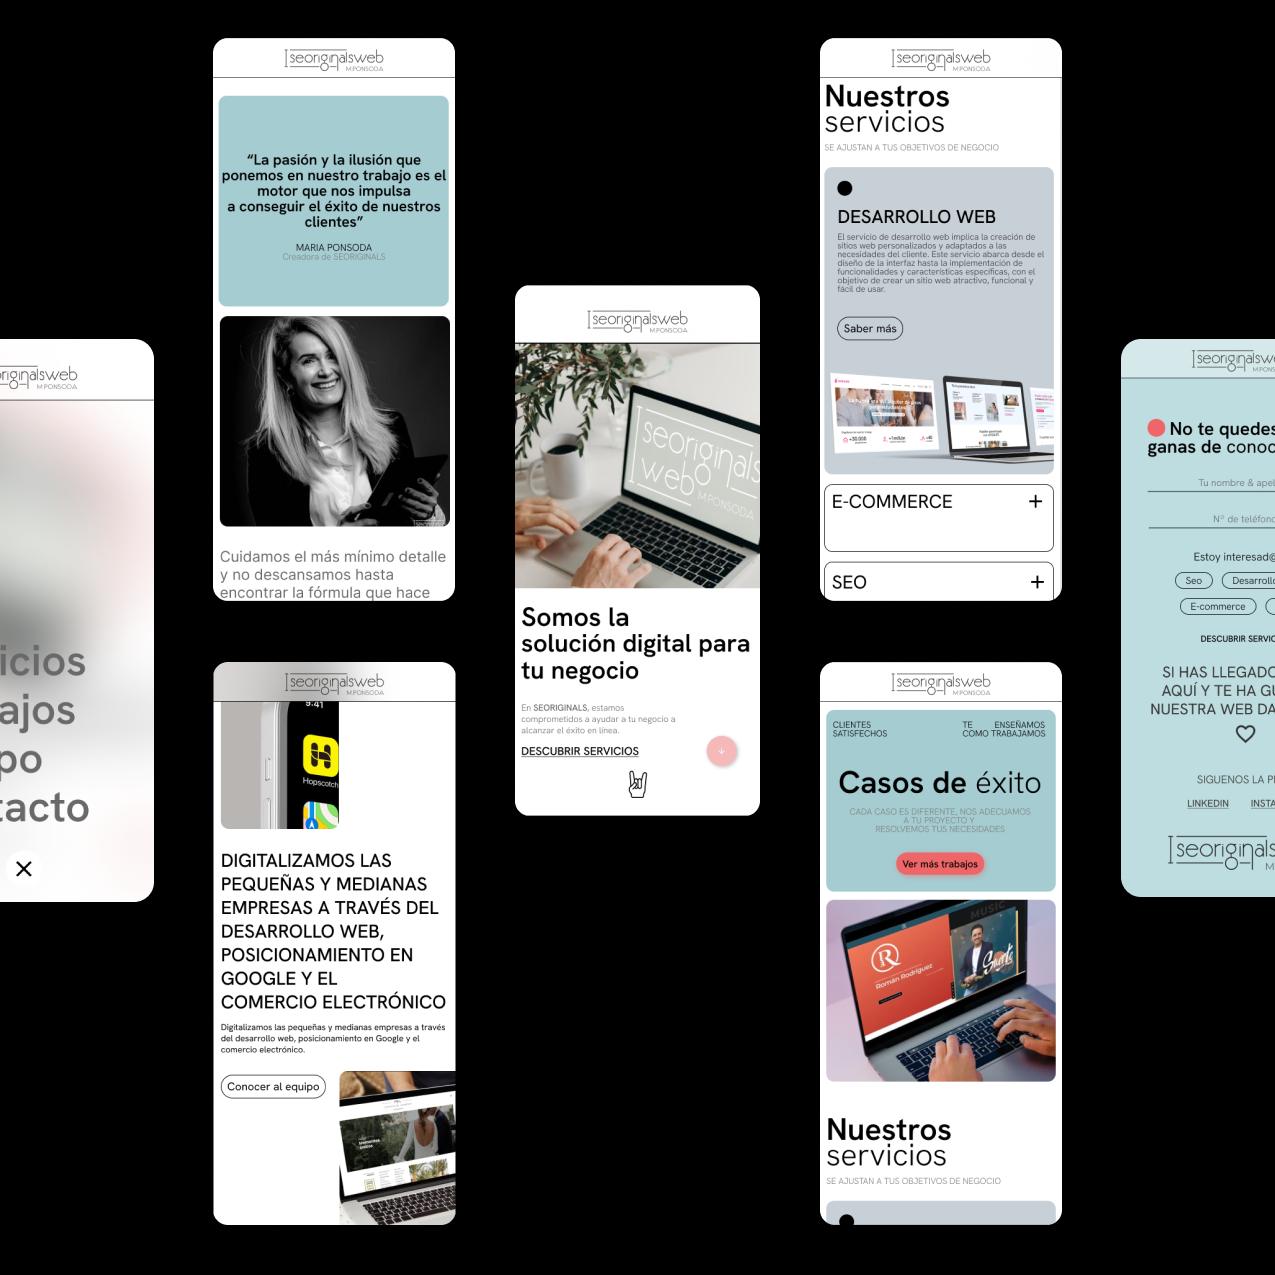 seoriginalsweb
M.PONSODA
“La pasión y la ilusión que
ponemos en nuestro trabajo es el
motor que nos impulsa
a conseguir el éxito de nuestros
clientes”
MARIA PONSODA
Creadora de SEORIGINALS
Cuidamos el más mínimo detalle
y no descansamos hasta
encontrar la fórmula que hace
seoriginalsweb
M.PONSODA
Nuestros
servicios
SE AJUSTAN A TUS OBJETIVOS DE NEGOCIO
DESARROLLO WEB
El servicio de desarrollo web implica la creación de
sitios web personalizados y adaptados a las
necesidades del cliente. Este servicio abarca desde el
diseño de la interfaz hasta la implementación de
funcionalidades y características específicas, con el
objetivo de crear un sitio web atractivo, funcional y
fácil de usar.
Saber más
+30.000
E-COMMERCE +
SEO +
seoriginalsweb
M.PONSODA
seoriginals
web
M.PONSODA
Somos la
solución digital para
tu negocio
En SEORIGINALS, estamos
comprometidos a ayudar a tu negocio a
alcanzar el éxito en línea.
DESCUBRIR SERVICIOS
riginalsweb
M.PONSODA
icios
ajos
po
tacto
seoriginalswe
M.PONS
No te quedes
ganas de conoc
Tu nombre & apel
Nº de teléfono
Estoy interesad@
Seo
Desarrollo
E-commerce
DESCUBRIR SERVIC
SI HAS LLEGADO
AQUÍ Y TE HA GU
NUESTRA WEB DA
SIGUENOS LA PI
LINKEDIN INSTA
seoriginals
M
seoriginalsweb
M.PONSODA
9:41
Hopscotch
DIGITALIZAMOS LAS
PEQUEÑAS Y MEDIANAS
EMPRESAS A TRAVÉS DEL
DESARROLLO WEB,
POSICIONAMIENTO EN
GOOGLE Y EL
COMERCIO ELECTRÓNICO
Digitalizamos las pequeñas y medianas empresas a través
del desarrollo web, posicionamiento en Google y el
comercio electrónico.
Conocer al equipo
seoriginalsweb
M.PONSODA
CLIENTES
SATISFECHOS
TE ENSEÑAMOS
COMO TRABAJAMOS
Casos de éxito
CADA CASO ES DIFERENTE, NOS ADECUAMOS
A TU PROYECTO Y
RESOLVEMOS TUS NECESIDADES
Ver más trabajos
MUSIC
R
Román Rodríguez
Nuestros
servicios
SE AJUSTAN A TUS OBJETIVOS DE NEGOCIO